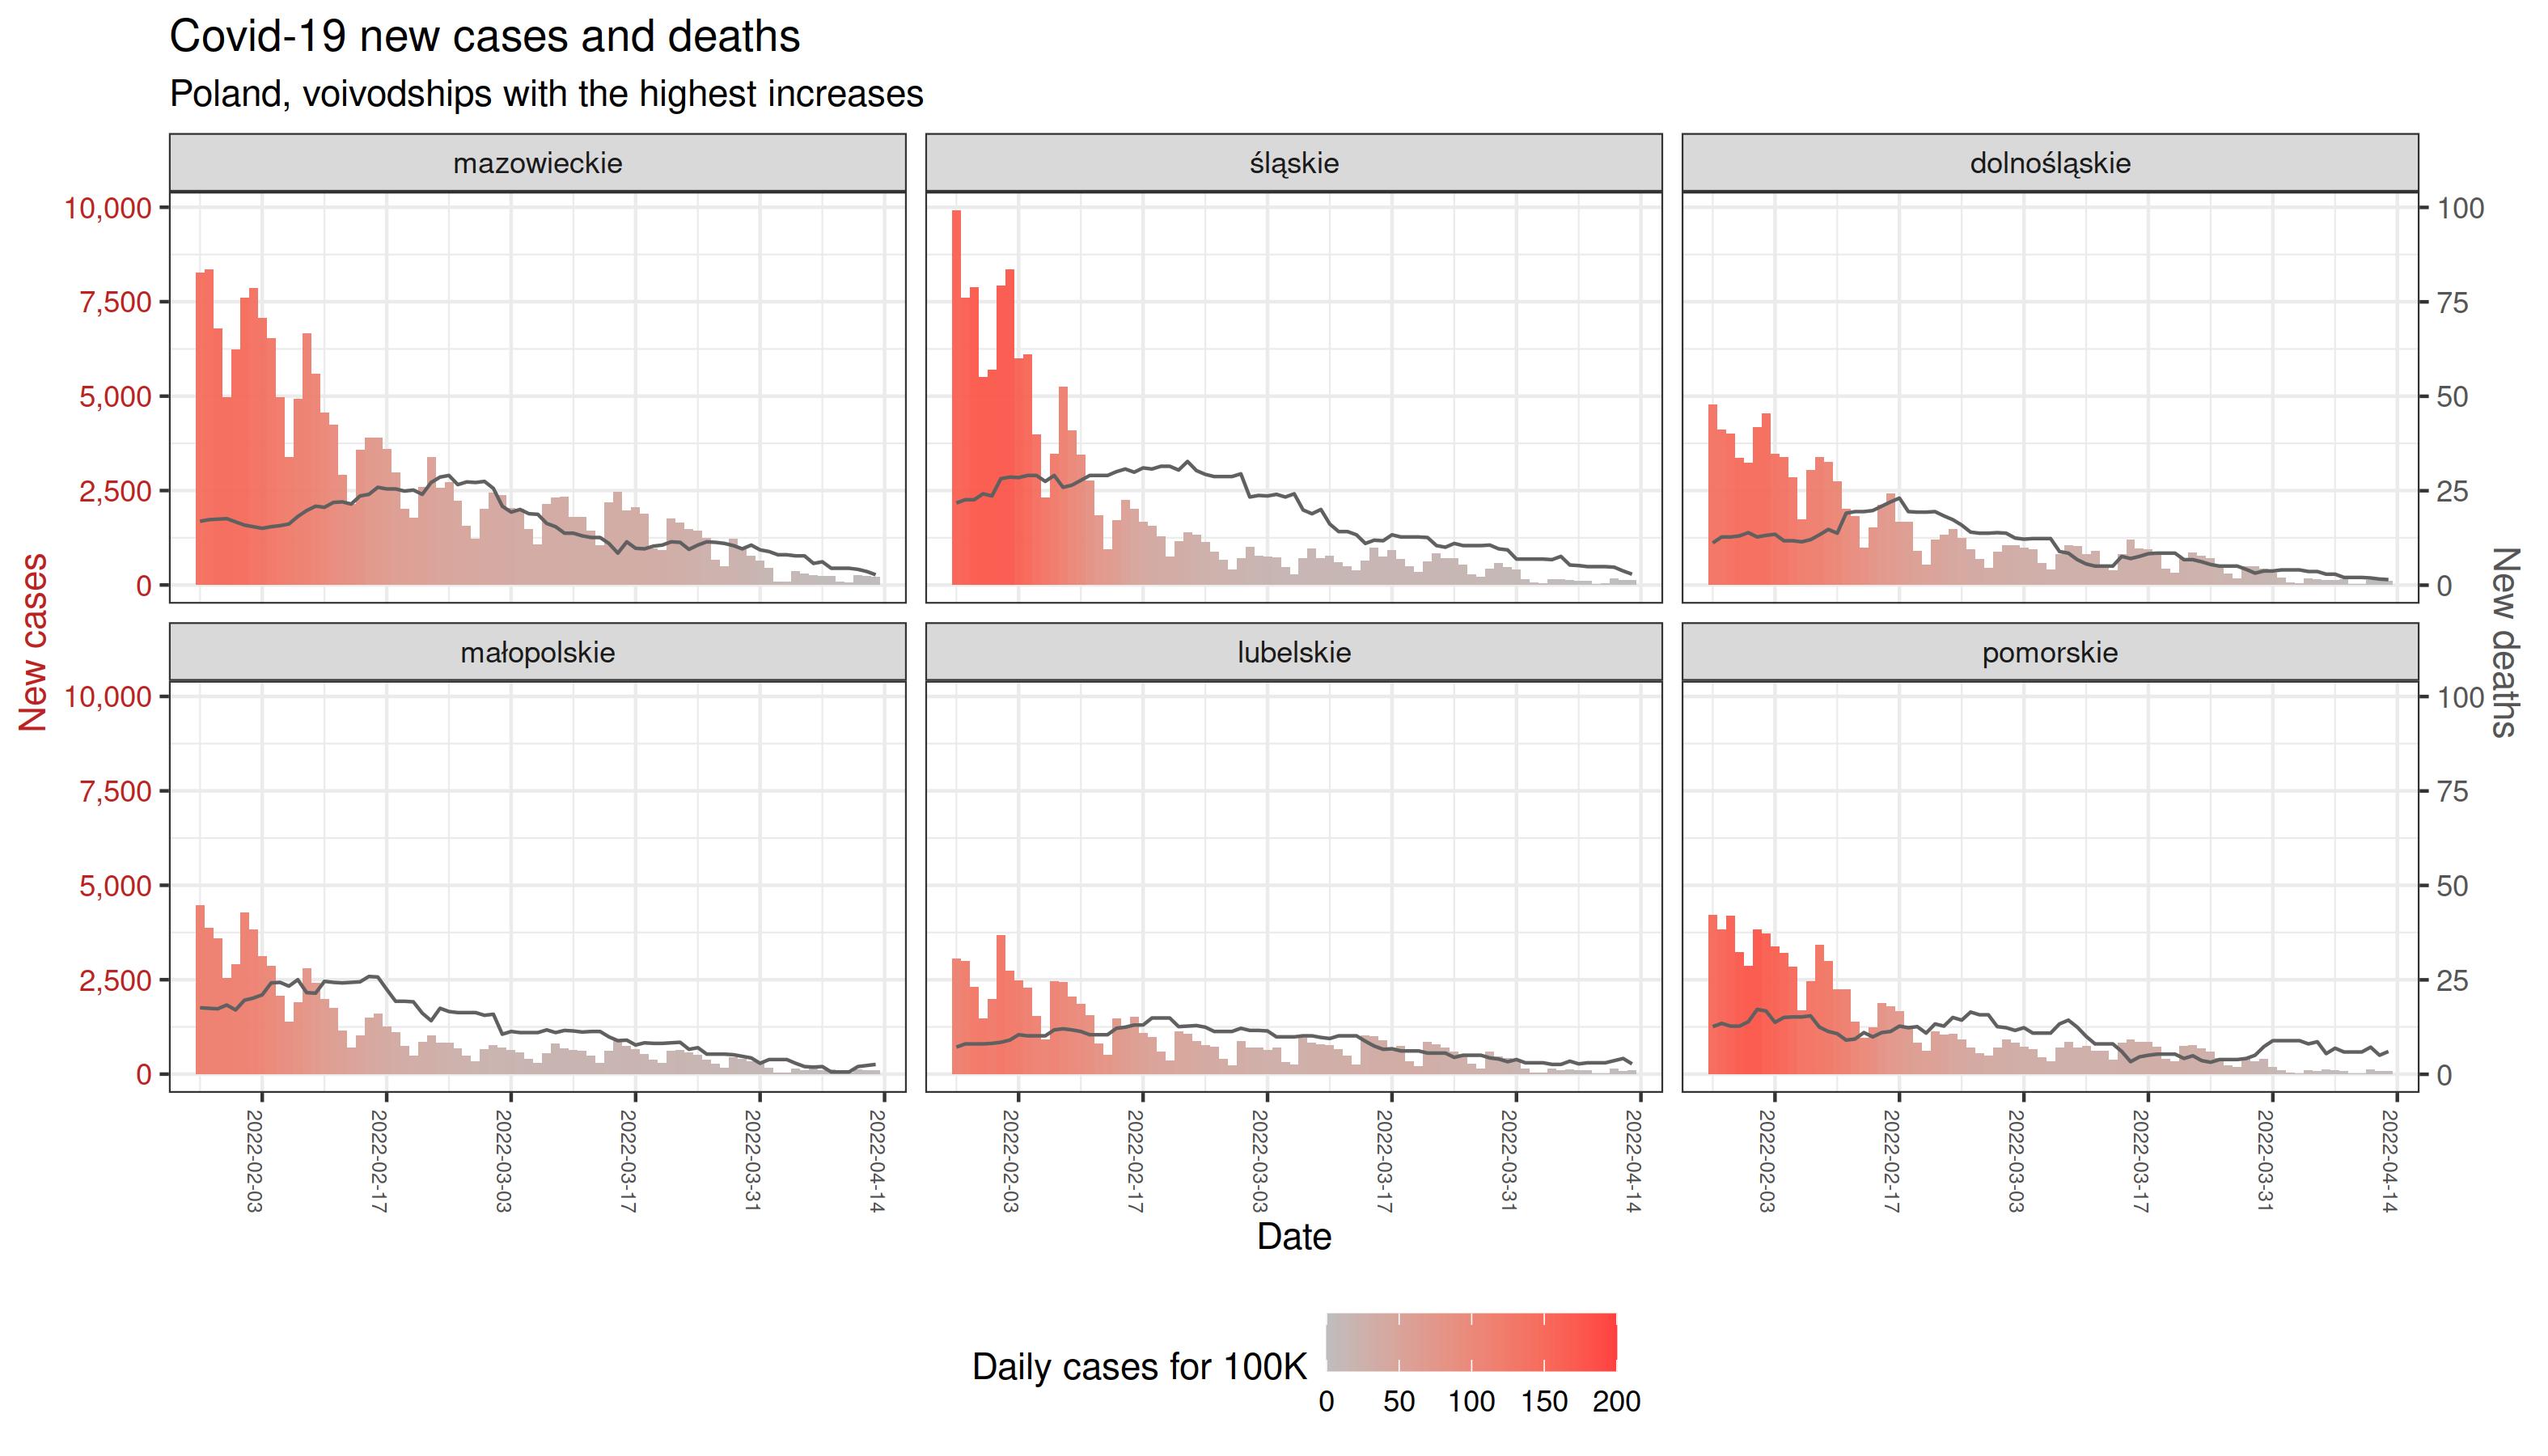 Covid-19 new cases and deaths
Poland, voivodships with the highest increases
mazowieckie
śląskie
dolnośląskie
10,000
7,500
5,000
2,500
0
100
75
50
25
0
New cases
New deaths
małopolskie
lubelskie
pomorskie
10,000
7,500
5,000
2,500
0
100
75
50
25
0
2022-02-03
2022-02-17
2022-03-03
2022-03-17
2022-03-31
2022-04-14
2022-02-03
2022-02-17
2022-03-03
2022-03-17
2022-03-31
2022-04-14
2022-02-03
2022-02-17
2022-03-03
2022-03-17
2022-03-31
2022-04-14
Date
Daily cases for 100K
0 50 100 150 200